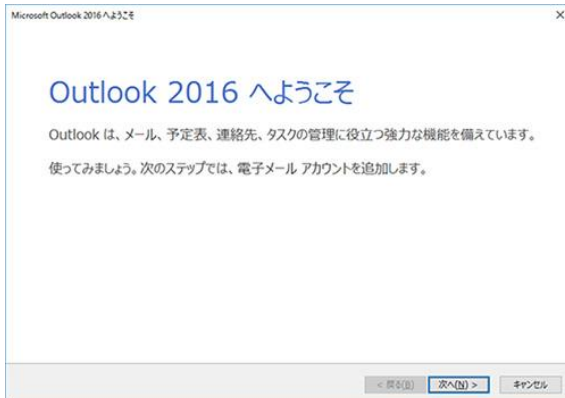 Microsoft Outlook 2016 へようこそ
Outlook 2016 へようこそ
Outlook は、メール、予定表、連絡先、タスクの管理に役立つ強力な機能を備えています。
使ってみましょう。次のステップでは、電子メール アカウントを追加します。
< 戻る(B) 次へ(N) > キャンセル